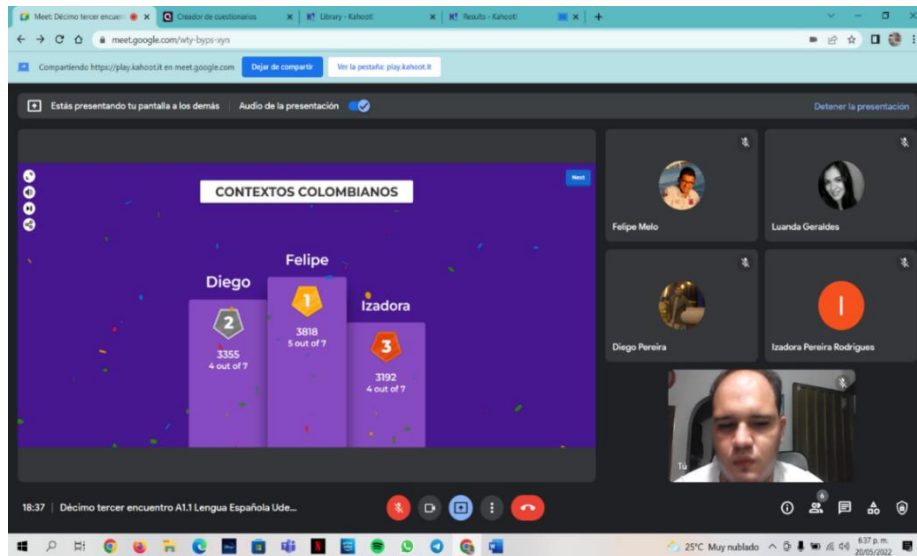 Meet: Décimo tercer encuen
Creador de cuestionarios
K! Library - Kahoot!
K! Results - Kahoot!
meet.google.com/wty-byps-xyn
Compartiendo https://play.kahoot.it en meet.google.com
Dejar de compartir
Ver la pestaña: play.kahoot.it
Estás presentando tu pantalla a los demás
Audio de la presentación
Detener la presentación
Next
CONTEXTOS COLOMBIANOS
Felipe
Diego
Izadora
1
2
3
3818
5 out of 7
3355
4 out of 7
3192
4 out of 7
Felipe Melo
Luanda Geraldes
Diego Pereira
I
Izadora Pereira Rodrigues
Tú
18:37 | Décimo tercer encuentro A1.1 Lengua Española Ude...
6
25°C Muy nublado
6:37 p. m.
20/05/2022